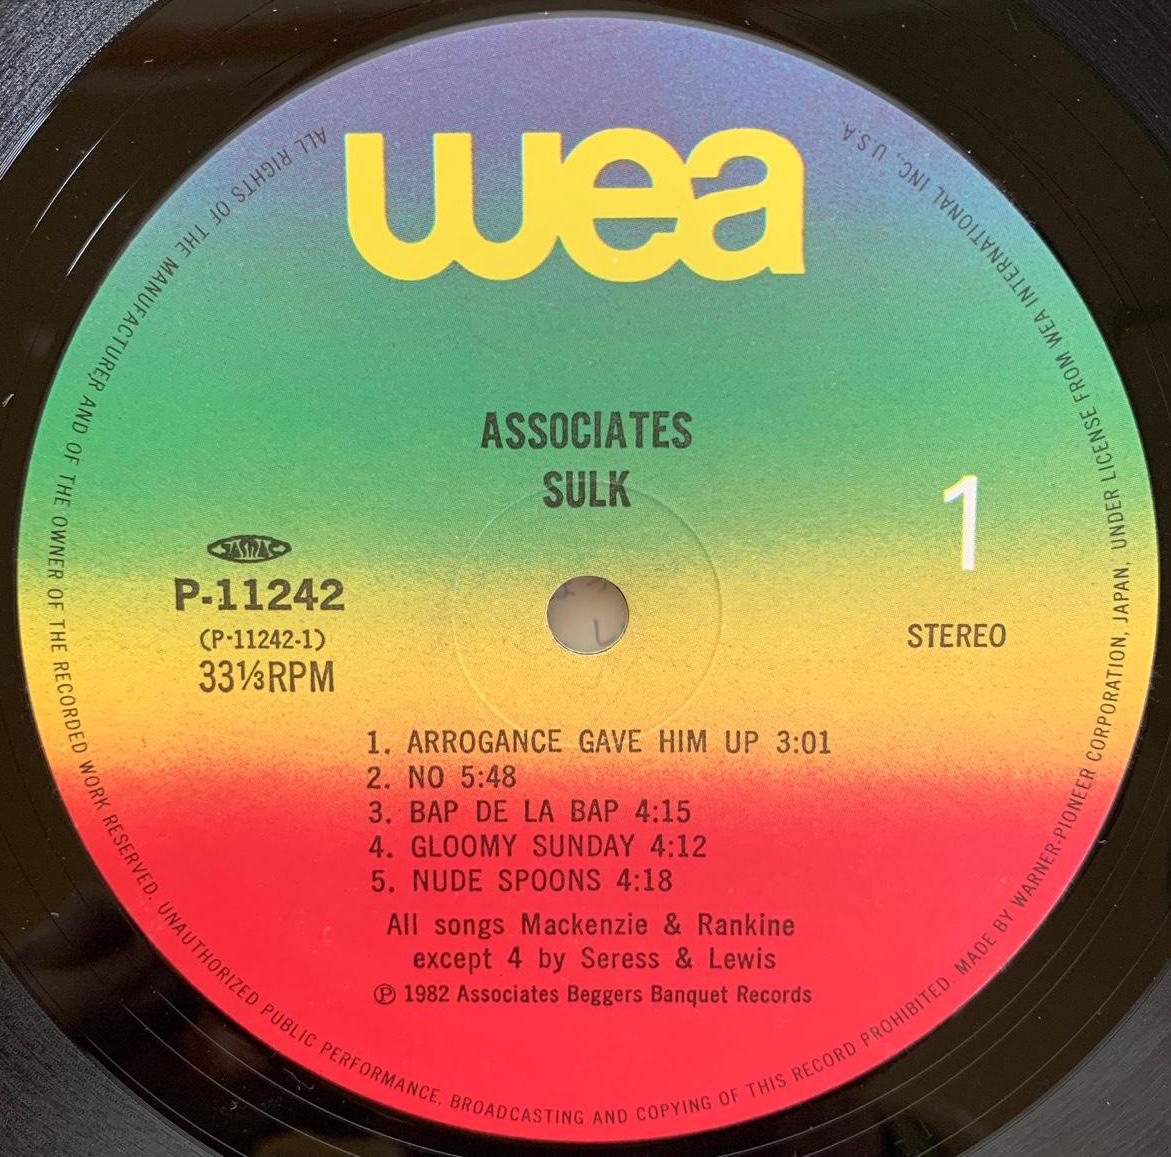 wea
ASSOCIATES
SULK
1
JASRAC
P-11242
(P-11242-1)
33⅓RPM
STEREO
1. ARROGANCE GAVE HIM UP 3:01
2. NO 5:48
3. BAP DE LA BAP 4:15
4. GLOOMY SUNDAY 4:12
5. NUDE SPOONS 4:18
All songs Mackenzie & Rankine
except 4 by Seress & Lewis
℗ 1982 Associates Beggers Banquet Records
ALL RIGHTS OF THE MANUFACTURER AND OF THE OWNER OF THE RECORDED WORK RESERVED. UNAUTHORIZED PUBLIC PERFORMANCE, BROADCASTING AND COPYING OF THIS RECORD PROHIBITED. MADE BY WARNER-PIONEER CORPORATION, JAPAN, UNDER LICENSE FROM WEA INTERNATIONAL INC., U.S.A.